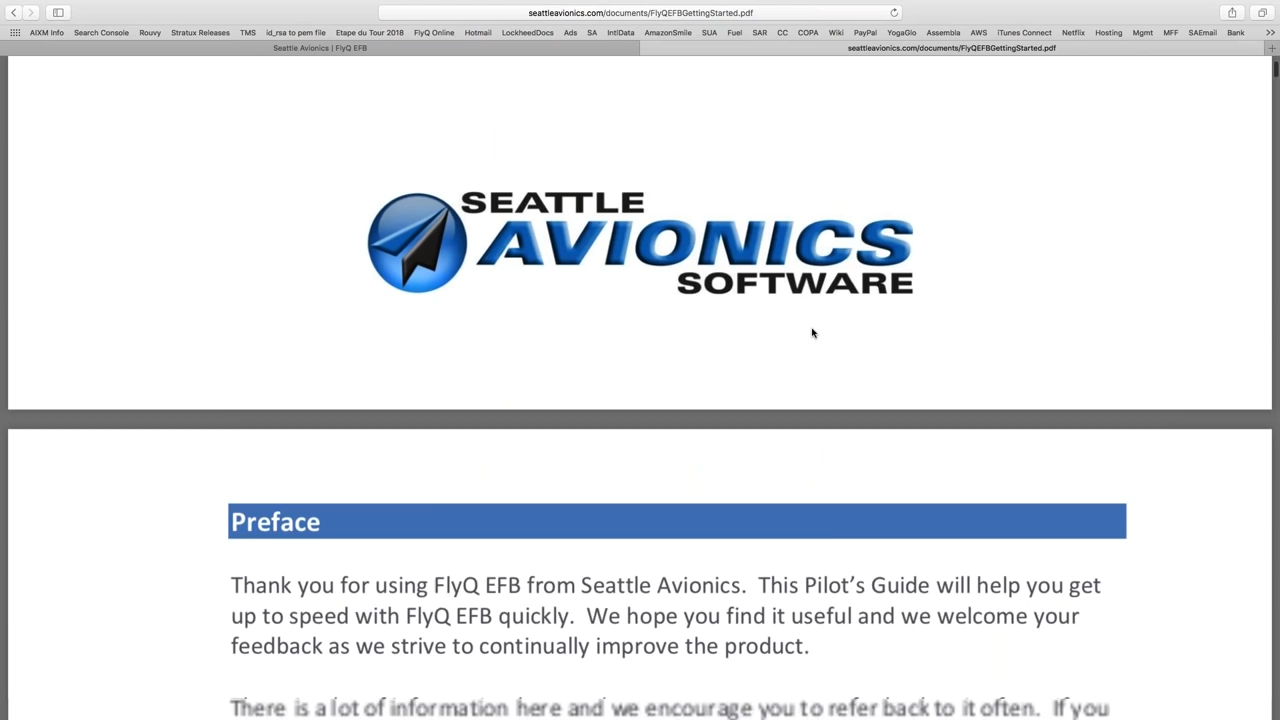 seattleavionics.com/documents/FlyQEFBGettingStarted.pdf
AIXM Info Search Console Rouvy Stratux Releases TMS id_rsa to pem file Etape du Tour 2018 FlyQ Online Hotmail LockheedDocs Ads SA IntlData AmazonSmile SUA Fuel SAR CC COPA Wiki PayPal YogaGlo Assembla AWS iTunes Connect Netflix Hosting Mgmt MFF SAEmail Bank
Seattle Avionics | FlyQ EFB seattleavionics.com/documents/FlyQEFBGettingStarted.pdf
SEATTLE
AVIONICS
SOFTWARE
Preface
Thank you for using FlyQ EFB from Seattle Avionics. This Pilot’s Guide will help you get
up to speed with FlyQ EFB quickly. We hope you find it useful and we welcome your
feedback as we strive to continually improve the product.
There is a lot of information here and we encourage you to refer back to it often. If you